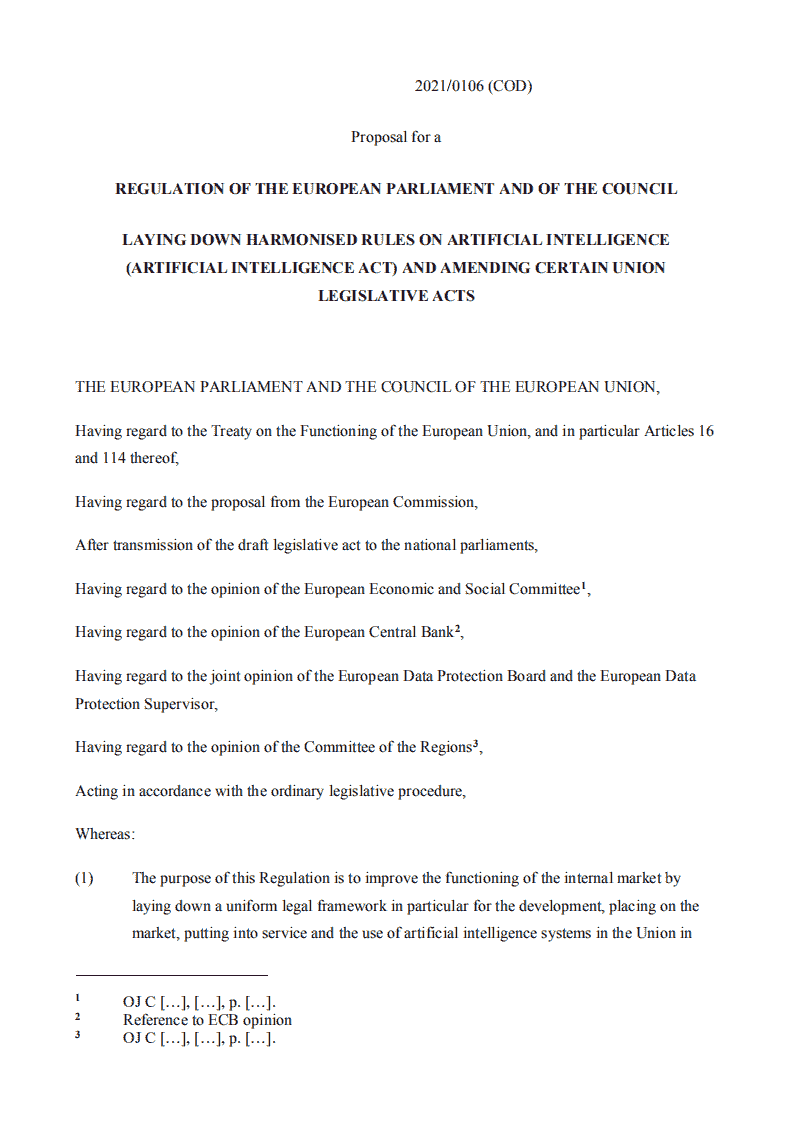 2021/0106 (COD)
Proposal for a
REGULATION OF THE EUROPEAN PARLIAMENT AND OF THE COUNCIL
LAYING DOWN HARMONISED RULES ON ARTIFICIAL INTELLIGENCE
(ARTIFICIAL INTELLIGENCE ACT) AND AMENDING CERTAIN UNION
LEGISLATIVE ACTS
THE EUROPEAN PARLIAMENT AND THE COUNCIL OF THE EUROPEAN UNION,
Having regard to the Treaty on the Functioning of the European Union, and in particular Articles 16
and 114 thereof,
Having regard to the proposal from the European Commission,
After transmission of the draft legislative act to the national parliaments,
Having regard to the opinion of the European Economic and Social Committee¹,
Having regard to the opinion of the European Central Bank²,
Having regard to the joint opinion of the European Data Protection Board and the European Data
Protection Supervisor,
Having regard to the opinion of the Committee of the Regions³,
Acting in accordance with the ordinary legislative procedure,
Whereas:
(1) The purpose of this Regulation is to improve the functioning of the internal market by
laying down a uniform legal framework in particular for the development, placing on the
market, putting into service and the use of artificial intelligence systems in the Union in
1 OJ C […], […], p. […].
2 Reference to ECB opinion
3 OJ C […], […], p. […].